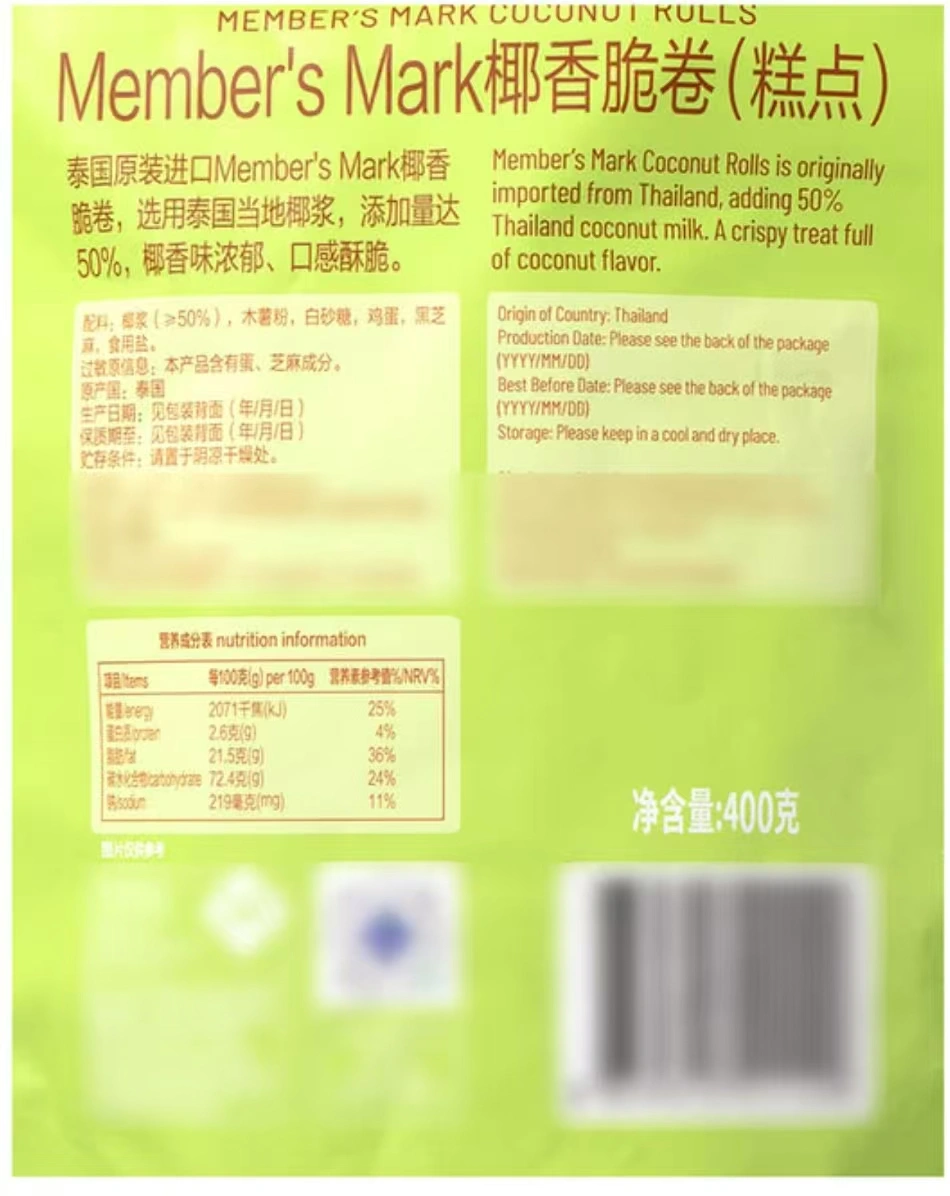 MEMBER'S MARK COCONUT ROLLS
Member's Mark椰香脆卷(糕点)
泰国原装进口Member's Mark椰香
脆卷，选用泰国当地椰浆，添加量达
50%，椰香味浓郁、口感酥脆。
Member's Mark Coconut Rolls is originally
imported from Thailand, adding 50%
Thailand coconut milk. A crispy treat full
of coconut flavor.
配料：椰浆（≥50%），木薯粉，白砂糖，鸡蛋，黑芝
麻，食用盐。
过敏原信息：本产品含有蛋、芝麻成分。
原产国：泰国
生产日期：见包装背面（年/月/日）
保质期至：见包装背面（年/月/日）
贮存条件：请置于阴凉干燥处。
Origin of Country: Thailand
Production Date: Please see the back of the package
(YYYY/MM/DD)
Best Before Date: Please see the back of the package
(YYYY/MM/DD)
Storage: Please keep in a cool and dry place.
营养成分表 nutrition information
项目/Items 每100克(g) per 100g 营养素参考值%/NRV%
能量/energy 2071千焦(kJ) 25%
蛋白质/protein 2.6克(g) 4%
脂肪/fat 21.5克(g) 36%
碳水化合物/carbohydrate 72.4克(g) 24%
钠/sodium 219毫克(mg) 11%
净含量:400克
图片仅供参考